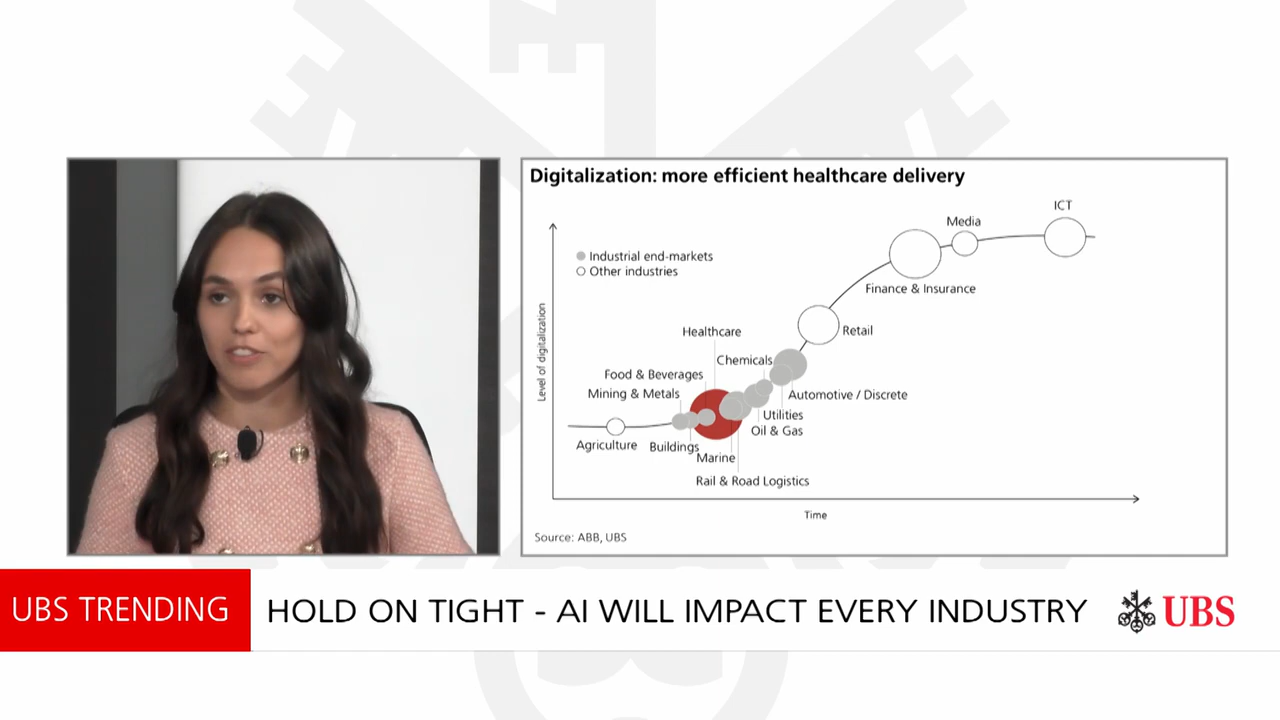 Digitalization: more efficient healthcare delivery
ICT
Media
Industrial end-markets
Other industries
Finance & Insurance
Level of digitalization
Healthcare
Retail
Chemicals
Food & Beverages
Mining & Metals
Automotive / Discrete
Utilities
Oil & Gas
Agriculture
Buildings
Marine
Rail & Road Logistics
Time
Source: ABB, UBS
UBS TRENDING
HOLD ON TIGHT - AI WILL IMPACT EVERY INDUSTRY
UBS